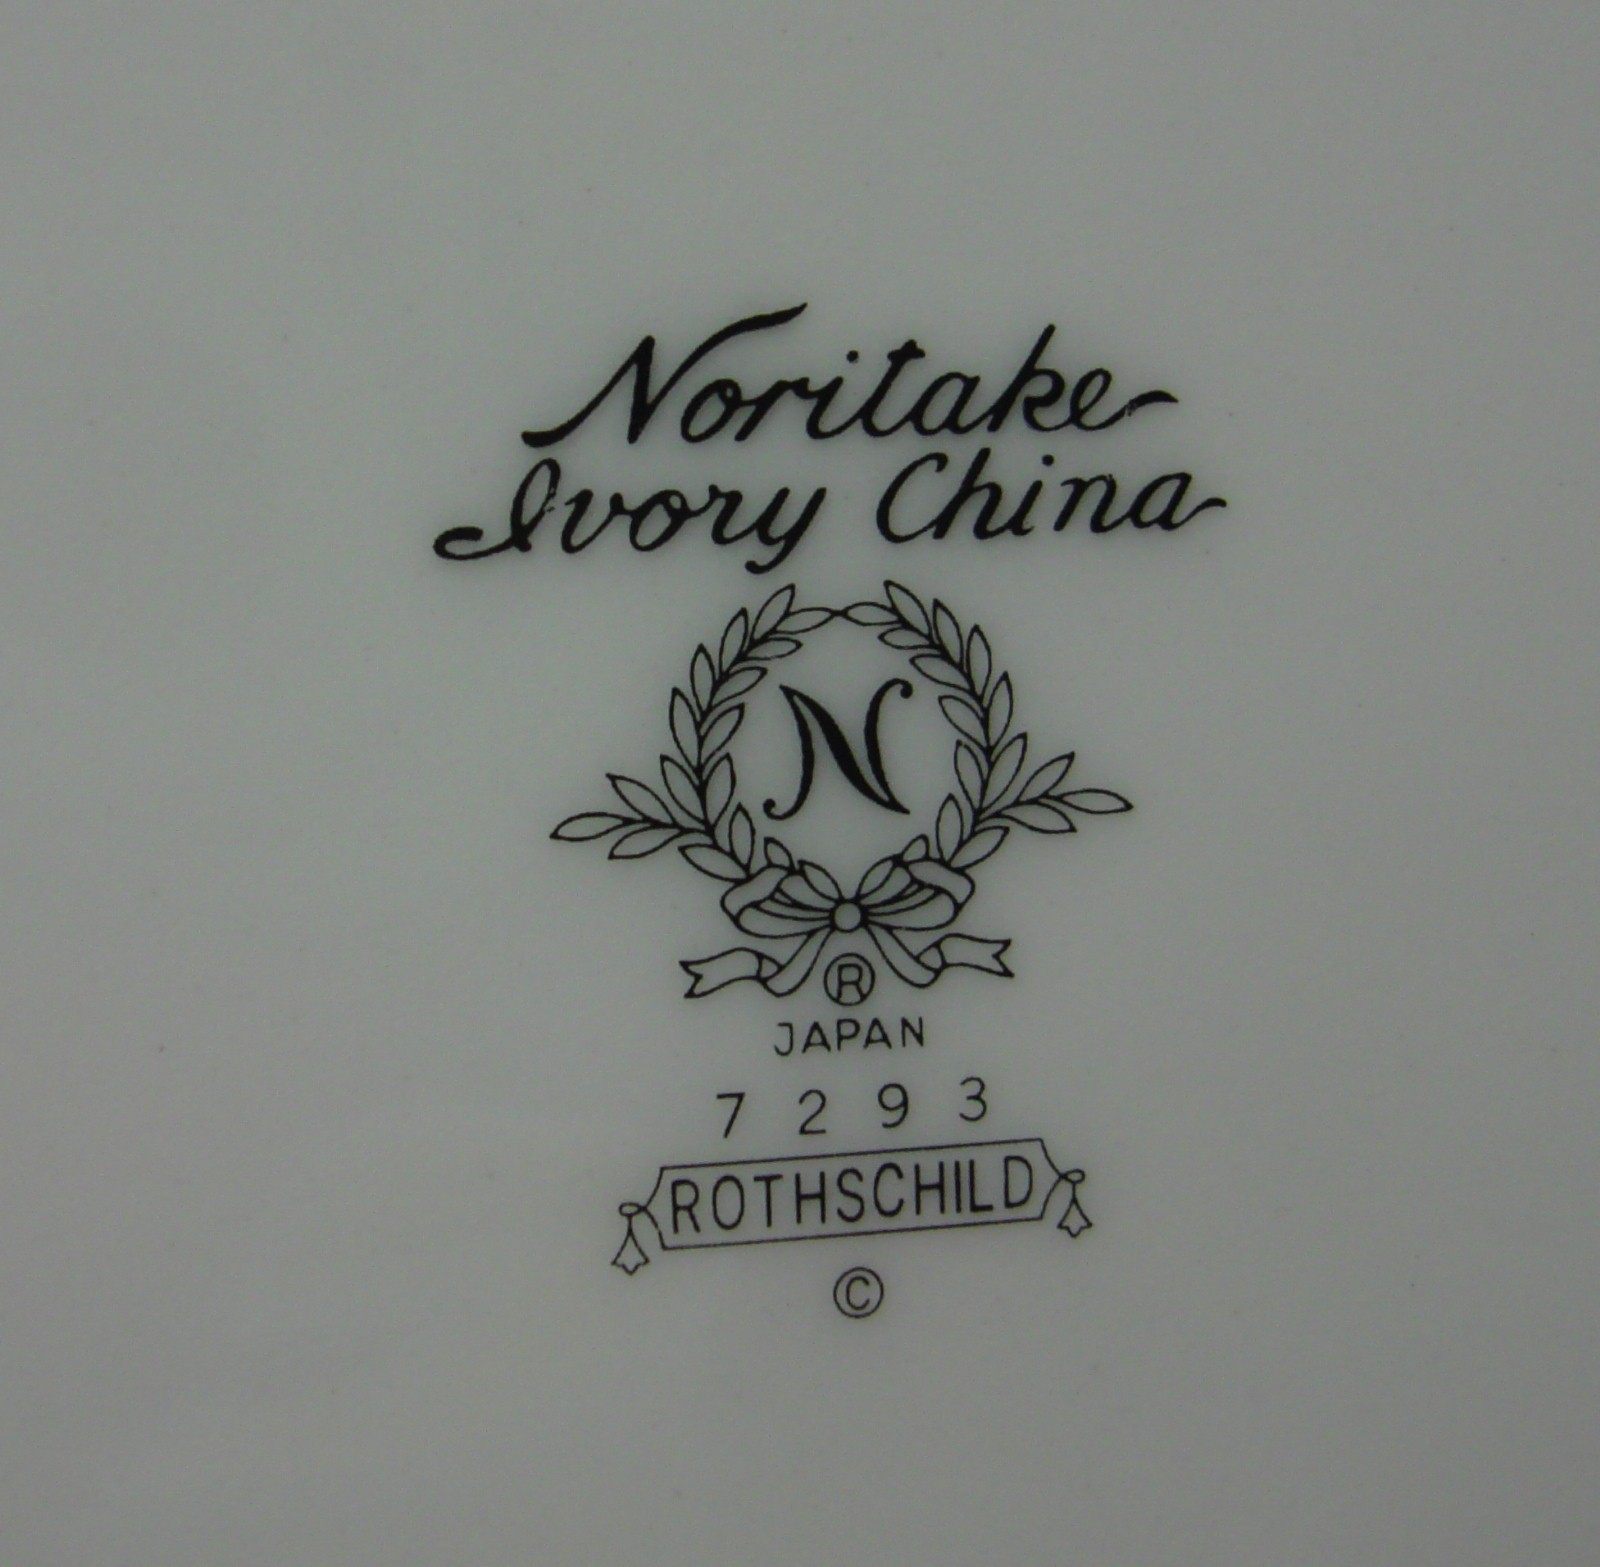 Noritake
Ivory China
N
®
JAPAN
7293
ROTHSCHILD
©